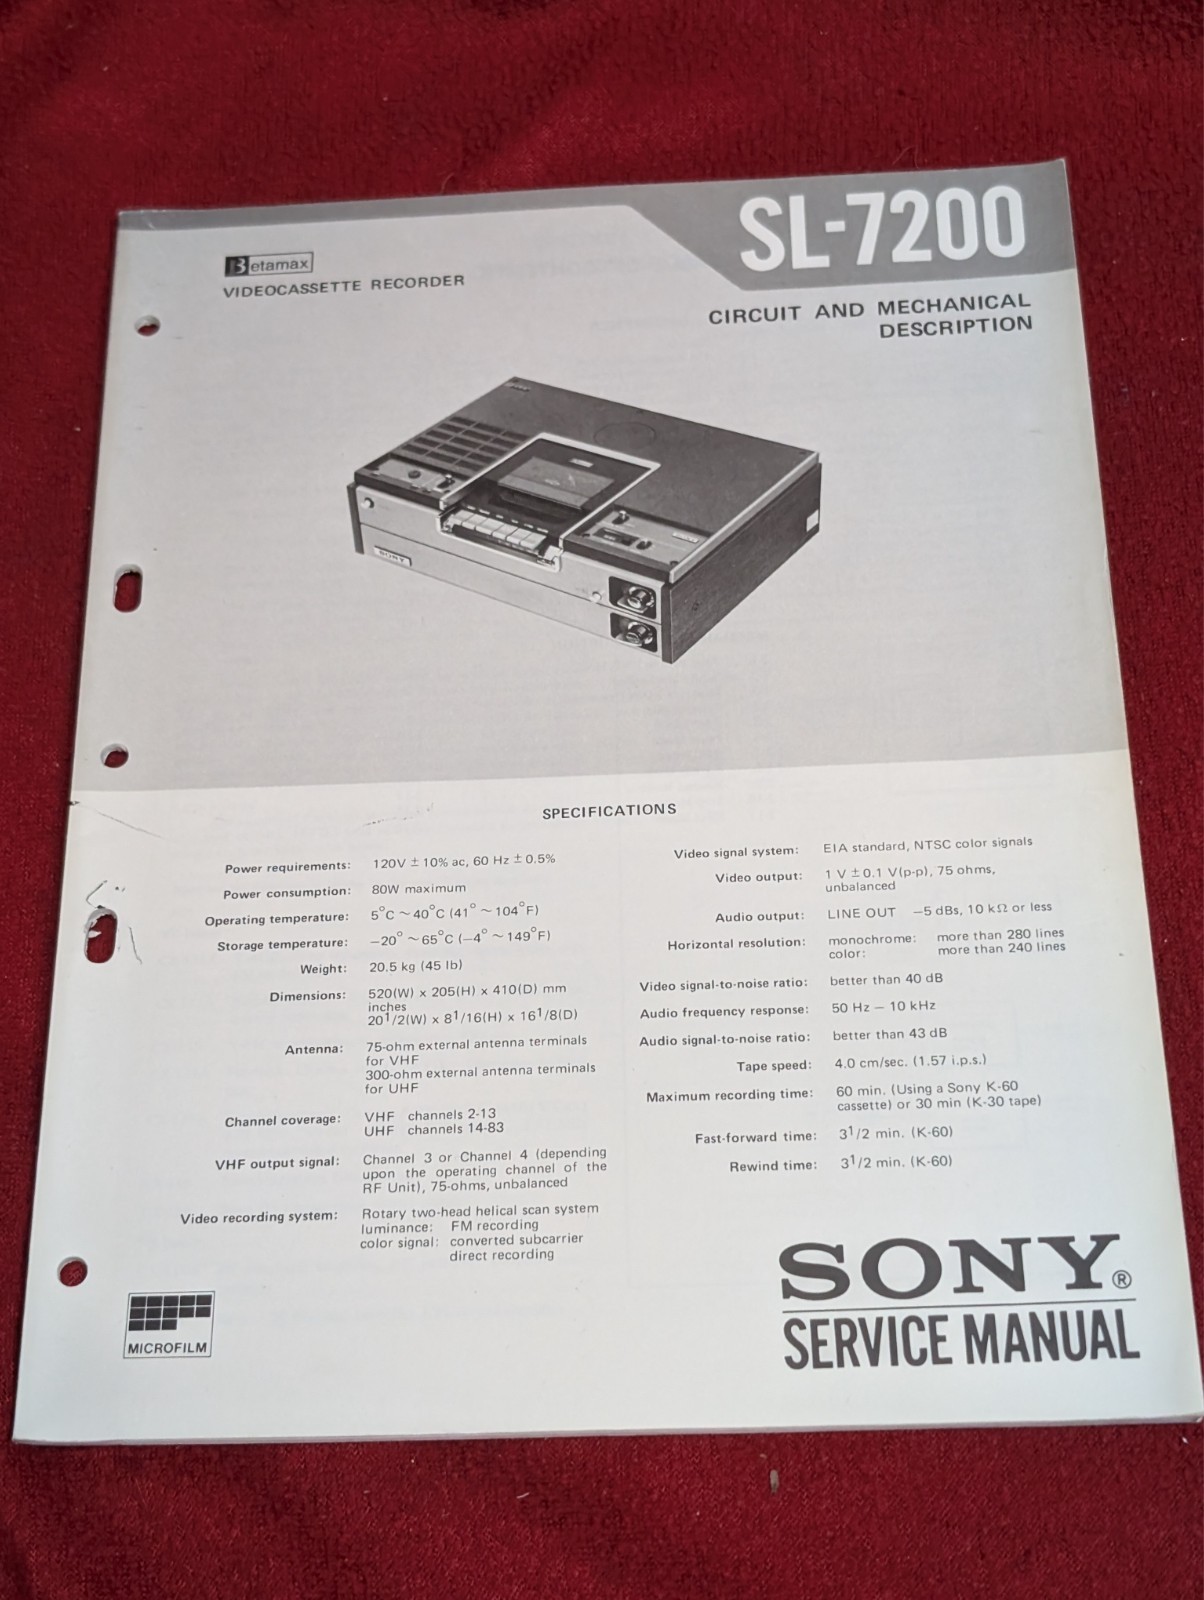 SL-7200
Betamax
VIDEOCASSETTE RECORDER
CIRCUIT AND MECHANICAL
DESCRIPTION
SONY
SPECIFICATIONS
Power requirements: 120V ± 10% ac, 60 Hz ± 0.5%
Power consumption: 80W maximum
Operating temperature: 5°C ~ 40°C (41° ~ 104°F)
Storage temperature: −20° ~ 65°C (−4° ~ 149°F)
Weight: 20.5 kg (45 lb)
Dimensions: 520(W) x 205(H) x 410(D) mm
inches
20 1/2(W) x 8 1/16(H) x 16 1/8(D)
Antenna: 75-ohm external antenna terminals
for VHF
300-ohm external antenna terminals
for UHF
Channel coverage: VHF channels 2-13
UHF channels 14-83
VHF output signal: Channel 3 or Channel 4 (depending
upon the operating channel of the
RF Unit), 75-ohms, unbalanced
Video recording system: Rotary two-head helical scan system
luminance: FM recording
color signal: converted subcarrier
direct recording
Video signal system: EIA standard, NTSC color signals
Video output: 1 V ± 0.1 V(p-p), 75 ohms,
unbalanced
Audio output: LINE OUT −5 dBs, 10 kΩ or less
Horizontal resolution: monochrome: more than 280 lines
color: more than 240 lines
Video signal-to-noise ratio: better than 40 dB
Audio frequency response: 50 Hz — 10 kHz
Audio signal-to-noise ratio: better than 43 dB
Tape speed: 4.0 cm/sec. (1.57 i.p.s.)
Maximum recording time: 60 min. (Using a Sony K-60
cassette) or 30 min (K-30 tape)
Fast-forward time: 3 1/2 min. (K-60)
Rewind time: 3 1/2 min. (K-60)
MICROFILM
SONY®
SERVICE MANUAL